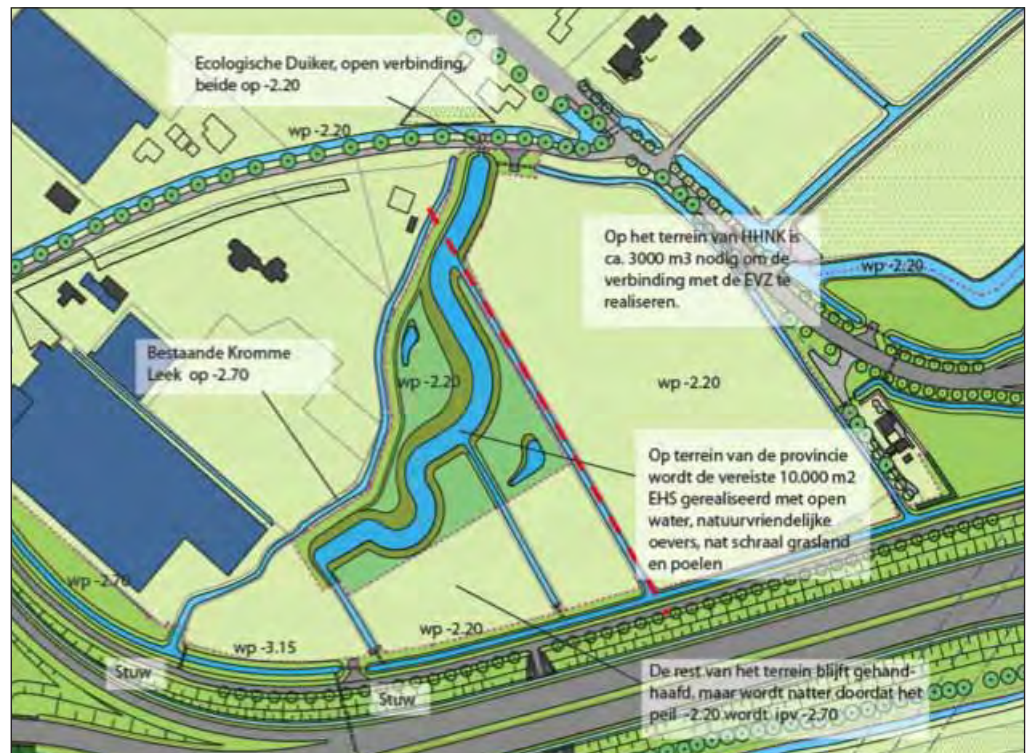 Ecologische Duiker, open verbinding,
beide op -2.20
wp -2.20
Op het terrein van HHNK is
ca. 3000 m3 nodig om de
verbinding met de EVZ te
realiseren.
wp -2.20
Bestaande Kromme
Leek op -2.70
wp -2.20
wp -2.20
Op terrein van de provincie
wordt de vereiste 10.000 m2
EHS gerealiseerd met open
water, natuurvriendelijke
oevers, nat schraal grasland
en poelen
wp -2.70
wp -3.15
wp -2.20
Stuw
Stuw
De rest van het terrein blijft gehand-
haafd, maar wordt natter doordat het
peil -2.20 wordt ipv -2.70